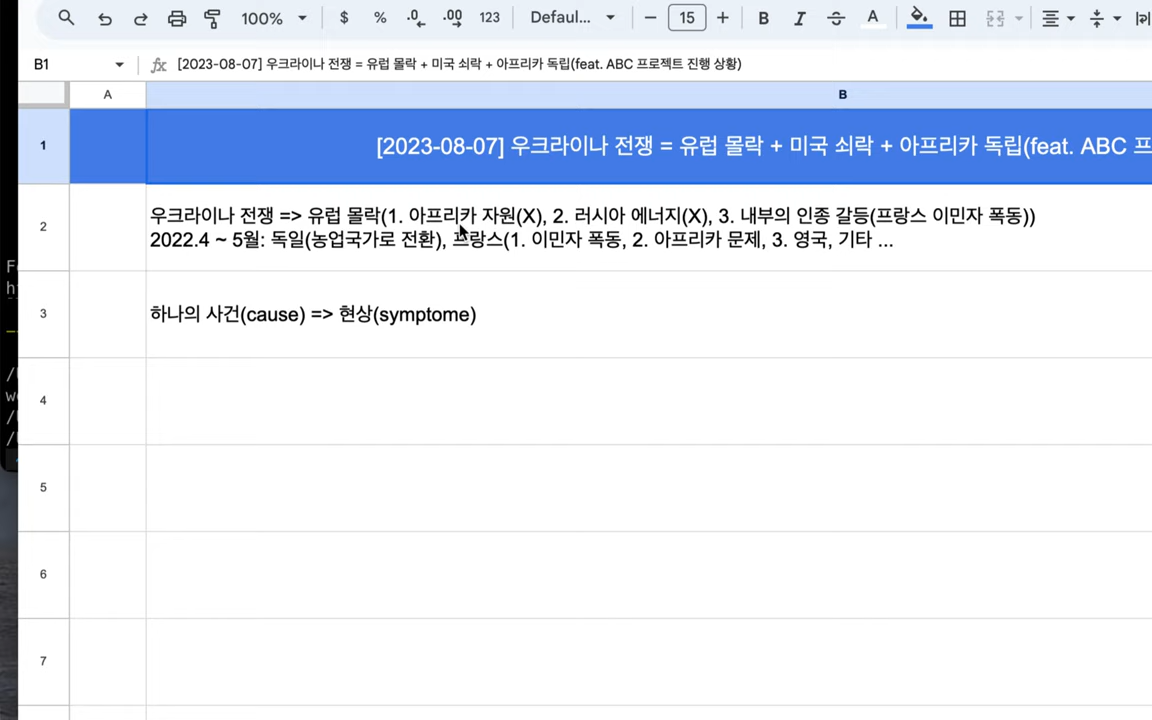 100%
$
%
.0
.00
123
Defaul...
15
B
I
A
B1
fx
[2023-08-07] 우크라이나 전쟁 = 유럽 몰락 + 미국 쇠락 + 아프리카 독립(feat. ABC 프로젝트 진행 상황)
A
B
1
[2023-08-07] 우크라이나 전쟁 = 유럽 몰락 + 미국 쇠락 + 아프리카 독립(feat. ABC 프
2
우크라이나 전쟁 => 유럽 몰락(1. 아프리카 자원(X), 2. 러시아 에너지(X), 3. 내부의 인종 갈등(프랑스 이민자 폭동))
2022.4 ~ 5월: 독일(농업국가로 전환), 프랑스(1. 이민자 폭동, 2. 아프리카 문제, 3. 영국, 기타 ...
3
하나의 사건(cause) => 현상(symptome)
4
5
6
7